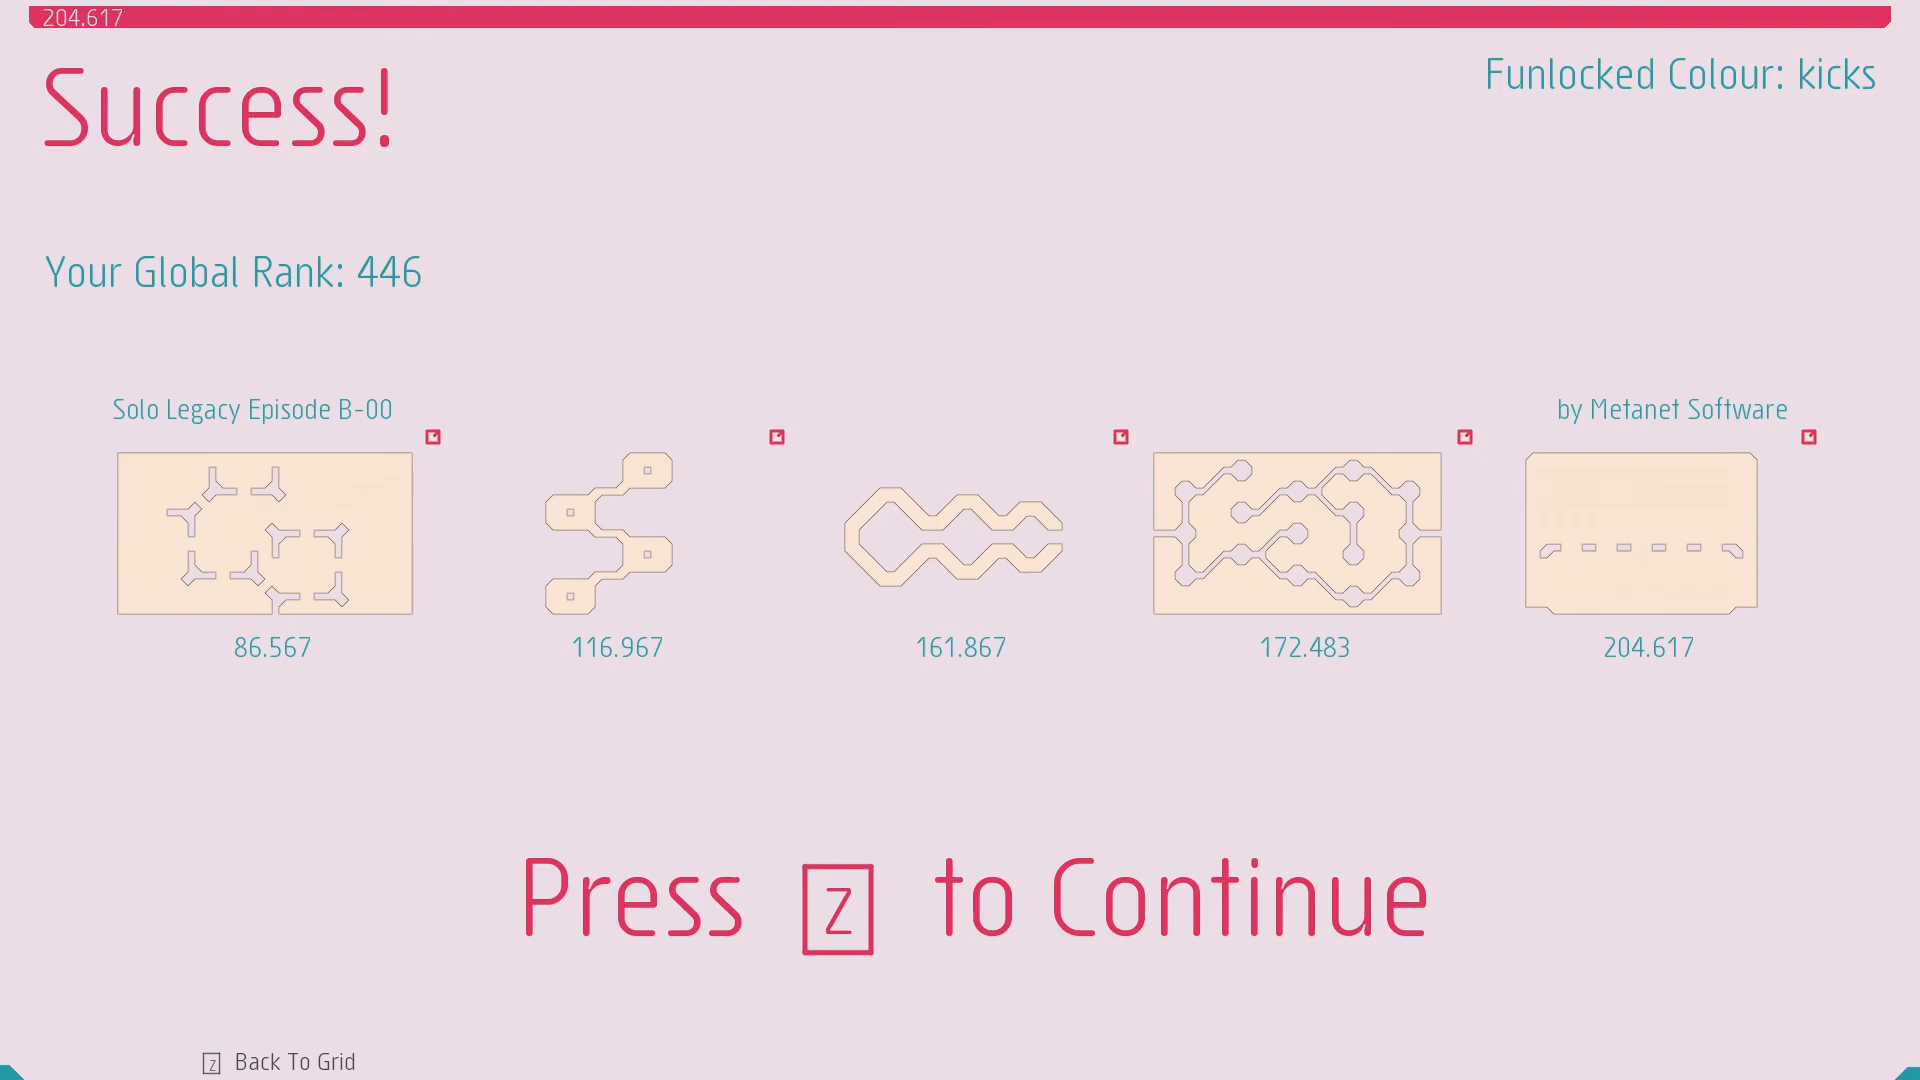 204.617
Success!
Funlocked Colour: kicks
Your Global Rank: 446
Solo Legacy Episode B-00
by Metanet Software
86.567
116.967
161.867
172.483
204.617
Press Z to Continue
Z Back To Grid